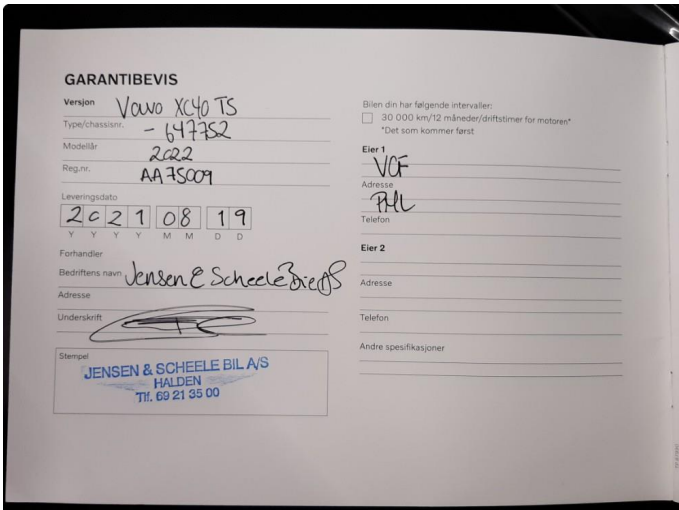 GARANTIBEVIS
Versjon Volvo XC40 TS
Type/chassisnr. - 647752
Modellår 2022
Reg.nr. AA75009
Leveringsdato
2021 08 19
Y Y Y Y M M D D
Forhandler
Bedriftens navn Jensen & Scheele Bil A/S
Adresse
Underskrift
Stempel
JENSEN & SCHEELE BIL A/S
HALDEN
Tlf. 69 21 35 00
Bilen din har følgende intervaller:
30 000 km/12 måneder/driftstimer for motoren*
*Det som kommer først
Eier 1
VCF
Adresse
PHL
Telefon
Eier 2
Adresse
Telefon
Andre spesifikasjoner